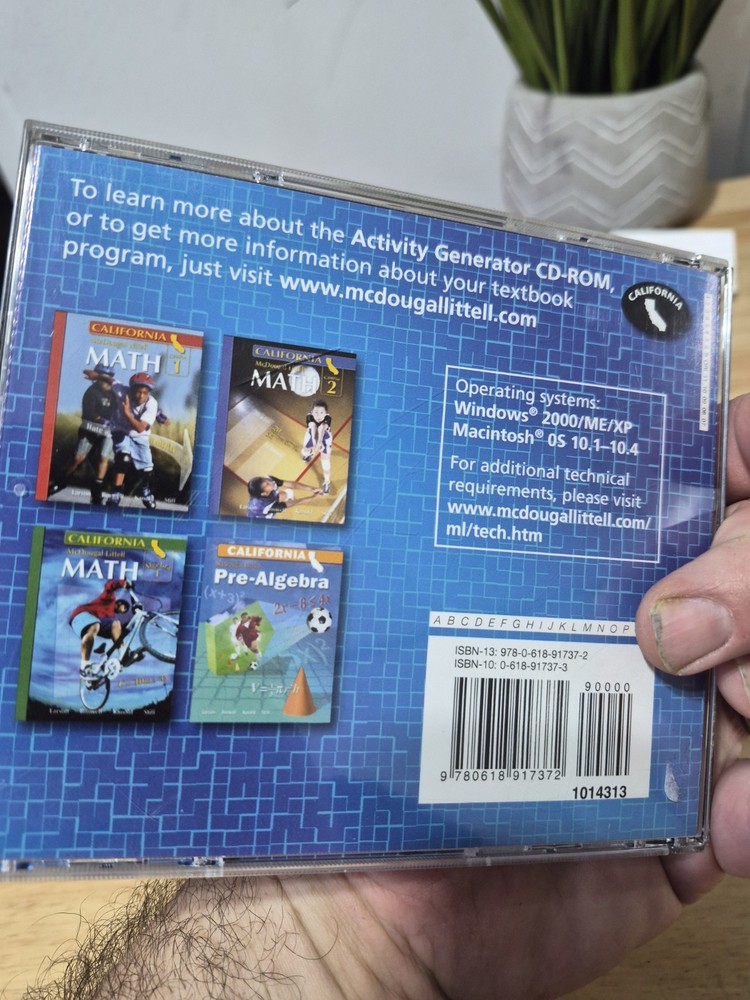 To learn more about the Activity Generator CD-ROM,
or to get more information about your textbook
program, just visit www.mcdougallittell.com
CALIFORNIA
CALIFORNIA
MATH
1
CALIFORNIA
MATH
2
Operating systems:
Windows® 2000/ME/XP
Macintosh® OS 10.1–10.4
For additional technical
requirements, please visit
www.mcdougallittell.com/
ml/tech.htm
CALIFORNIA
McDougal Littell
MATH
CALIFORNIA
Pre-Algebra
(x+3)²
A B C D E F G H I J K L M N O P
ISBN-13: 978-0-618-91737-2
ISBN-10: 0-618-91737-3
90000
9 780618 917372
1014313